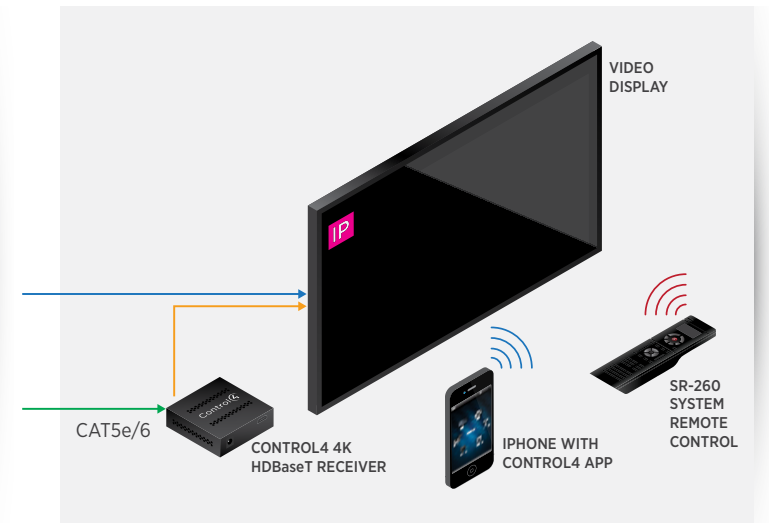 VIDEO
DISPLAY
IP
SR-260
SYSTEM
REMOTE
CONTROL
CAT5e/6
Control4
CONTROL4 4K
HDBaseT RECEIVER
IPHONE WITH
CONTROL4 APP